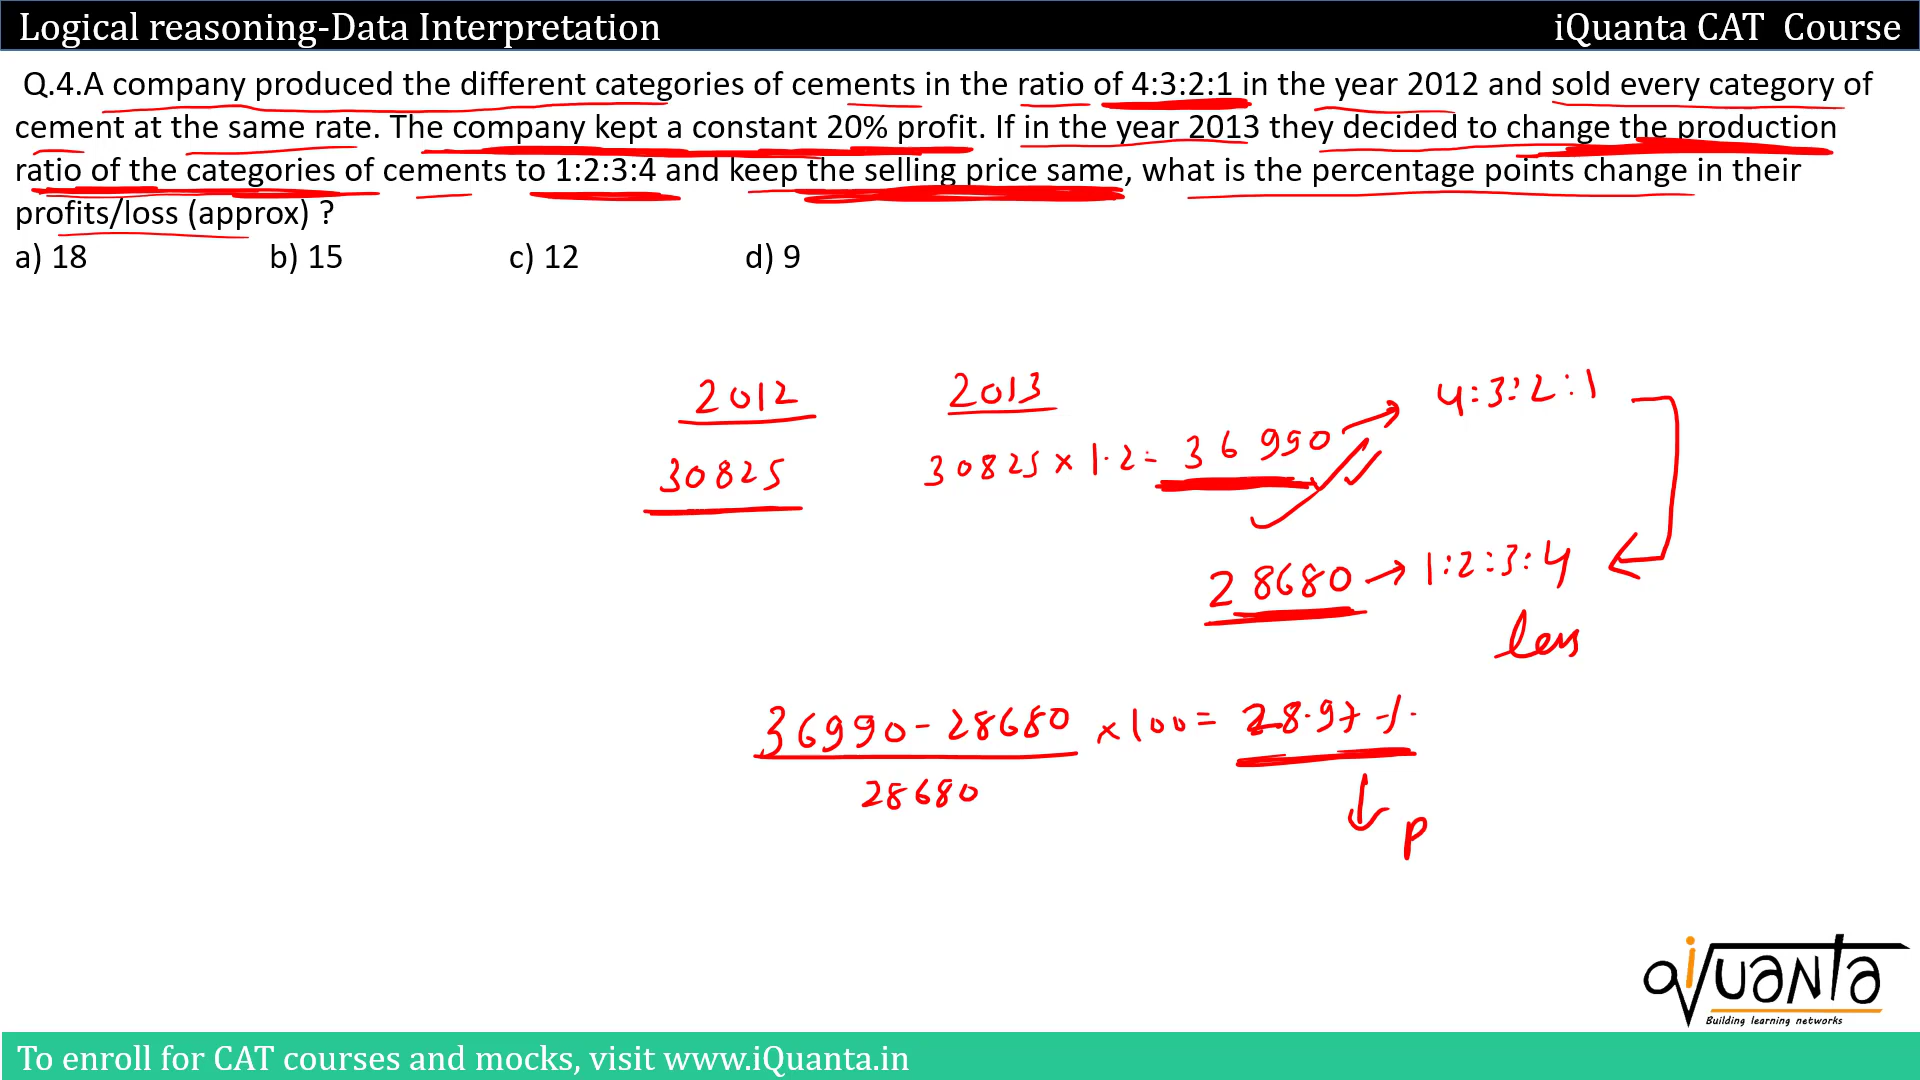 Logical reasoning-Data Interpretation
iQuanta CAT Course
Q.4.A company produced the different categories of cements in the ratio of 4:3:2:1 in the year 2012 and sold every category of
cement at the same rate. The company kept a constant 20% profit. If in the year 2013 they decided to change the production
ratio of the categories of cements to 1:2:3:4 and keep the selling price same, what is the percentage points change in their
profits/loss (approx) ?
a) 18 b) 15 c) 12 d) 9
2012 2013 4:3:2:1
30825 30825 x 1.2 = 36990
28680 → 1:2:3:4
less
36990 - 28680 x 100 = 28.97 %
28680
P
iQuanta
Building learning networks
To enroll for CAT courses and mocks, visit www.iQuanta.in